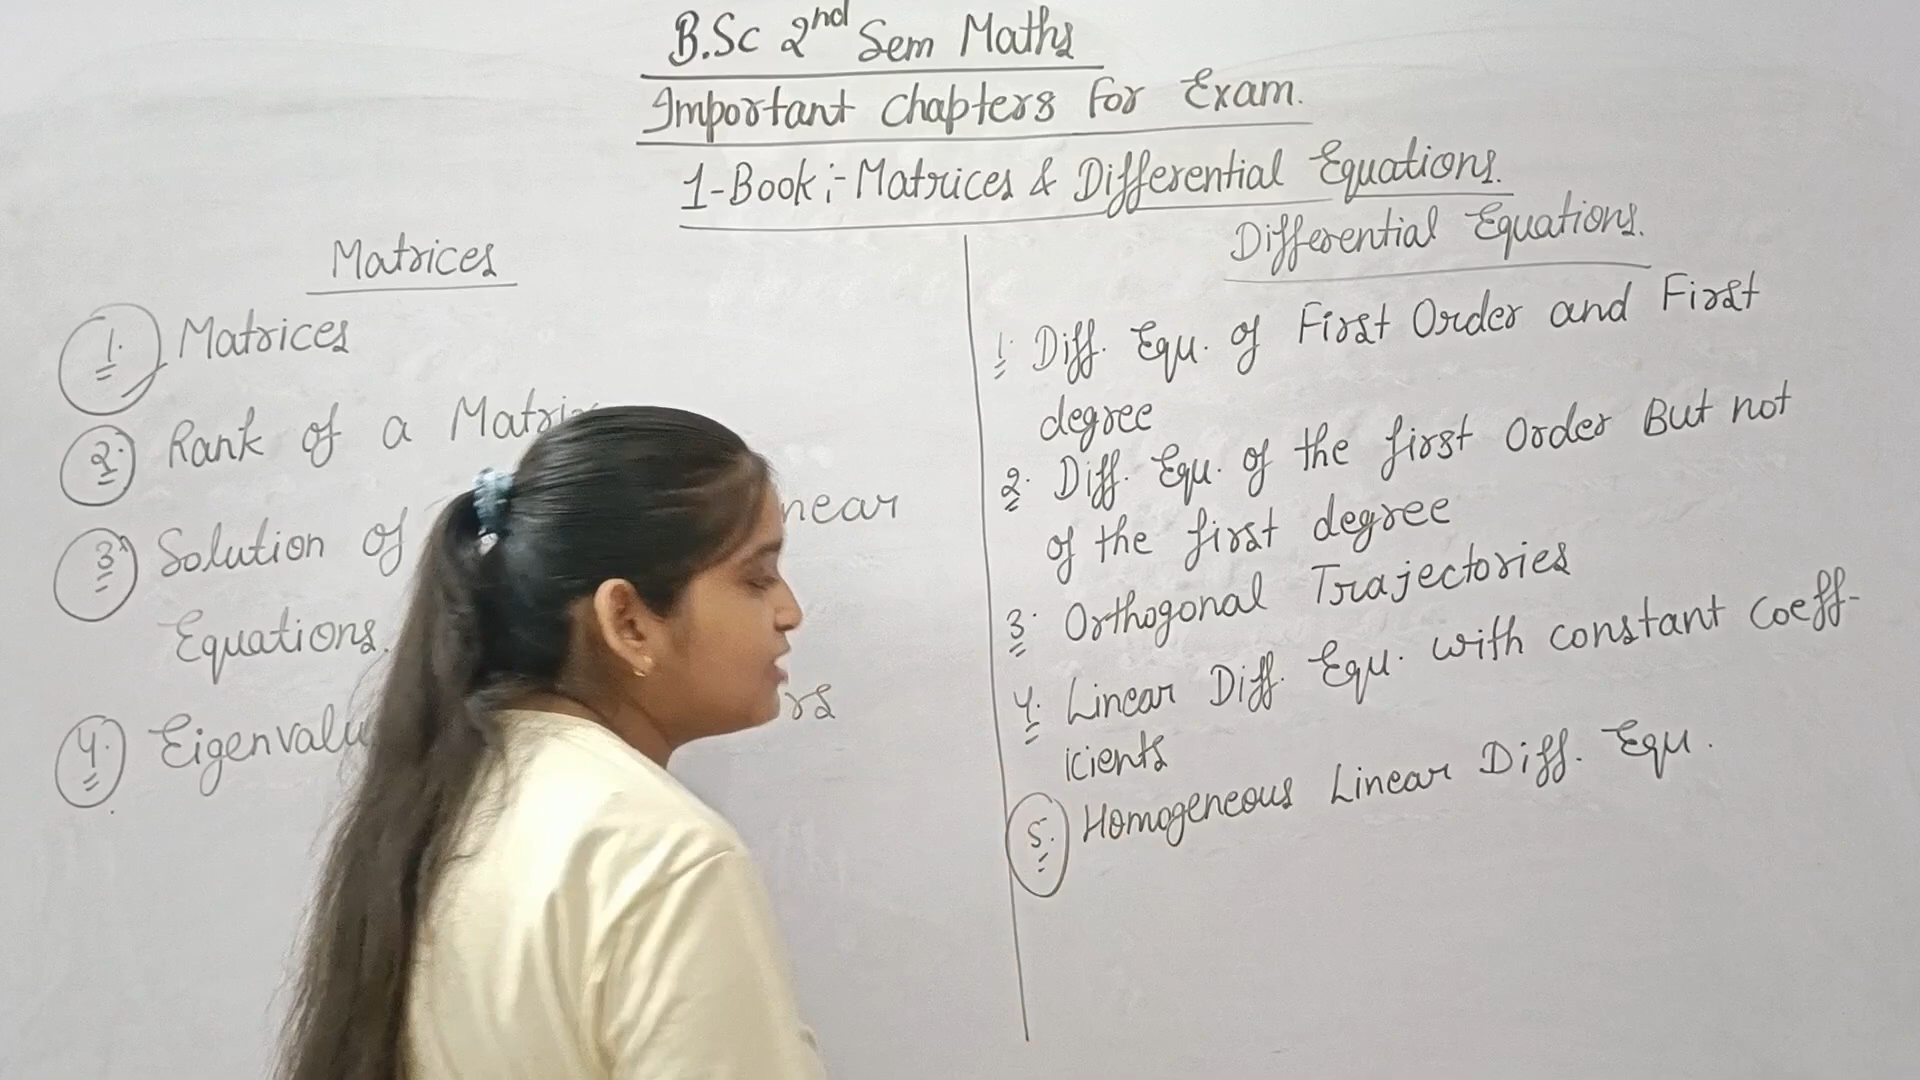 B.Sc 2nd Sem Maths
Important Chapters For Exam.
1-Book:- Matrices & Differential Equations.
Matrices
1. Matrices
2. Rank of a
3. Solution of near
Equations.
4.
Differential Equations.
1. Diff. Equ. of First Order and First
degree
2. Diff. Equ. of the first Order But not
of the first degree
3. Orthogonal Trajectories
4. Linear Diff. Equ. with constant Coeff-
icients
5. Homogeneous Linear Diff. Equ.